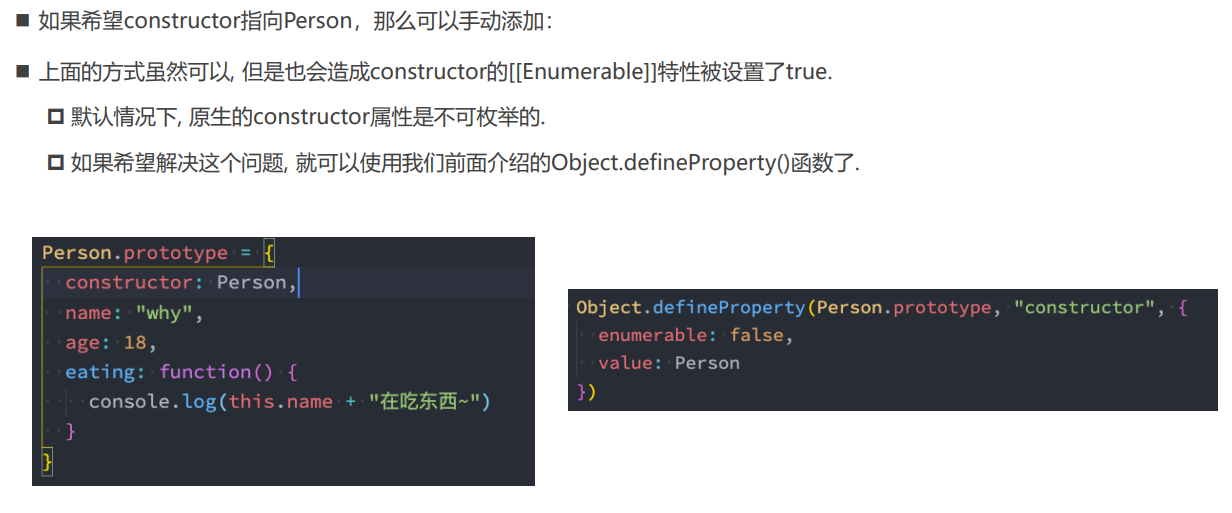 如果希望constructor指向Person，那么可以手动添加：
上面的方式虽然可以, 但是也会造成constructor的[[Enumerable]]特性被设置了true.
默认情况下, 原生的constructor属性是不可枚举的.
如果希望解决这个问题, 就可以使用我们前面介绍的Object.defineProperty()函数了.
Person.prototype = {
constructor: Person,
name: "why",
age: 18,
eating: function() {
console.log(this.name + "在吃东西~")
}
}
Object.defineProperty(Person.prototype, "constructor", {
enumerable: false,
value: Person
})